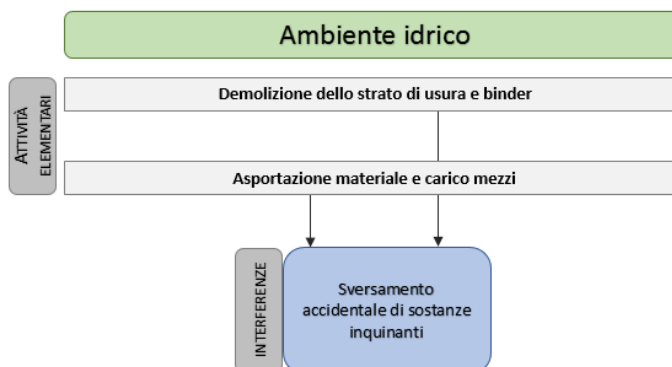 Ambiente idrico
ATTIVITÀ
ELEMENTARI
Demolizione dello strato di usura e binder
Asportazione materiale e carico mezzi
INTERFERENZE
Sversamento
accidentale di sostanze
inquinanti